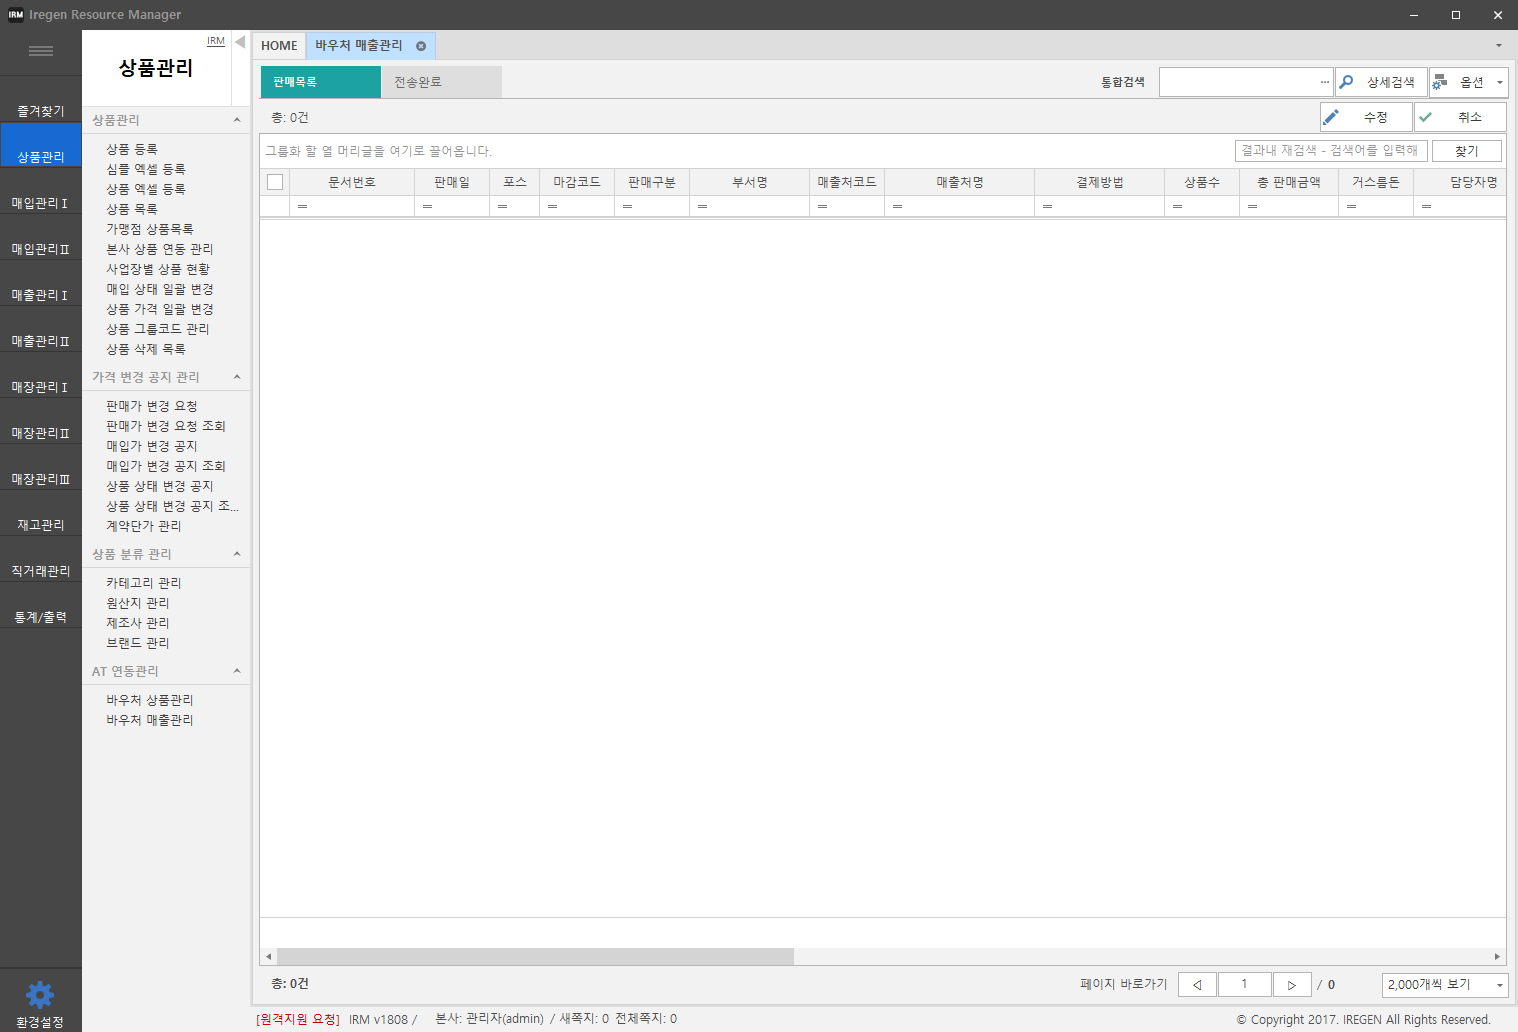 IRM Iregen Resource Manager
즐겨찾기
상품관리
매입관리 I
매입관리 II
매출관리 I
매출관리 II
매장관리 I
매장관리 II
매장관리 III
재고관리
직거래관리
통계/출력
환경설정
IRM
상품관리
상품관리
상품 등록
심플 엑셀 등록
상품 엑셀 등록
상품 목록
가맹점 상품목록
본사 상품 연동 관리
사업장별 상품 현황
매입 상태 일괄 변경
상품 가격 일괄 변경
상품 그룹코드 관리
상품 삭제 목록
가격 변경 공지 관리
판매가 변경 요청
판매가 변경 요청 조회
매입가 변경 공지
매입가 변경 공지 조회
상품 상태 변경 공지
상품 상태 변경 공지 조...
계약단가 관리
상품 분류 관리
카테고리 관리
원산지 관리
제조사 관리
브랜드 관리
AT 연동관리
바우처 상품관리
바우처 매출관리
HOME 바우처 매출관리
판매목록 전송완료 통합검색 ... 상세검색 옵션
총: 0건 수정 취소
그룹화 할 열 머리글을 여기로 끌어옵니다. 결과내 재검색 - 검색어를 입력해 찾기
문서번호 판매일 포스 마감코드 판매구분 부서명 매출처코드 매출처명 결제방법 상품수 총 판매금액 거스름돈 담당자명
= = = = = = = = = = = = =
총: 0건 페이지 바로가기 1 / 0 2,000개씩 보기
[원격지원 요청] IRM v1808 / 본사: 관리자(admin) / 새쪽지: 0 전체쪽지: 0 © Copyright 2017. IREGEN All Rights Reserved.